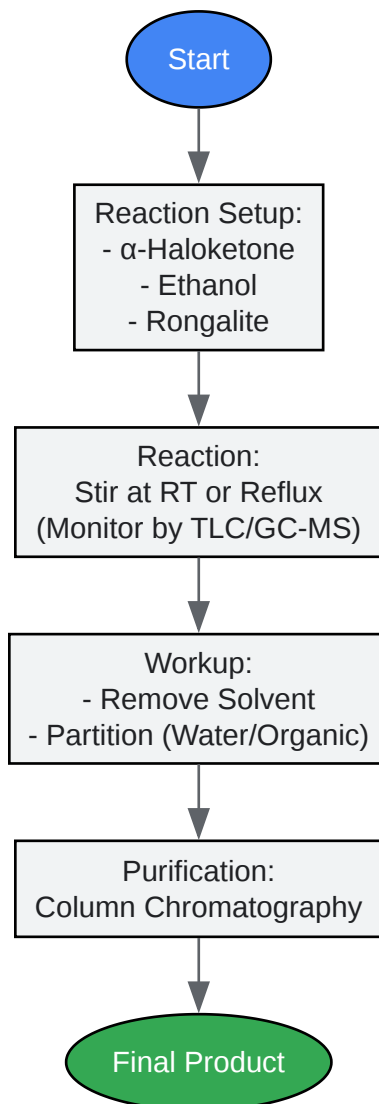 Start
Reaction Setup:
- α-Haloketone
- Ethanol
- Rongalite
Reaction:
Stir at RT or Reflux
(Monitor by TLC/GC-MS)
Workup:
- Remove Solvent
- Partition (Water/Organic)
Purification:
Column Chromatography
Final Product